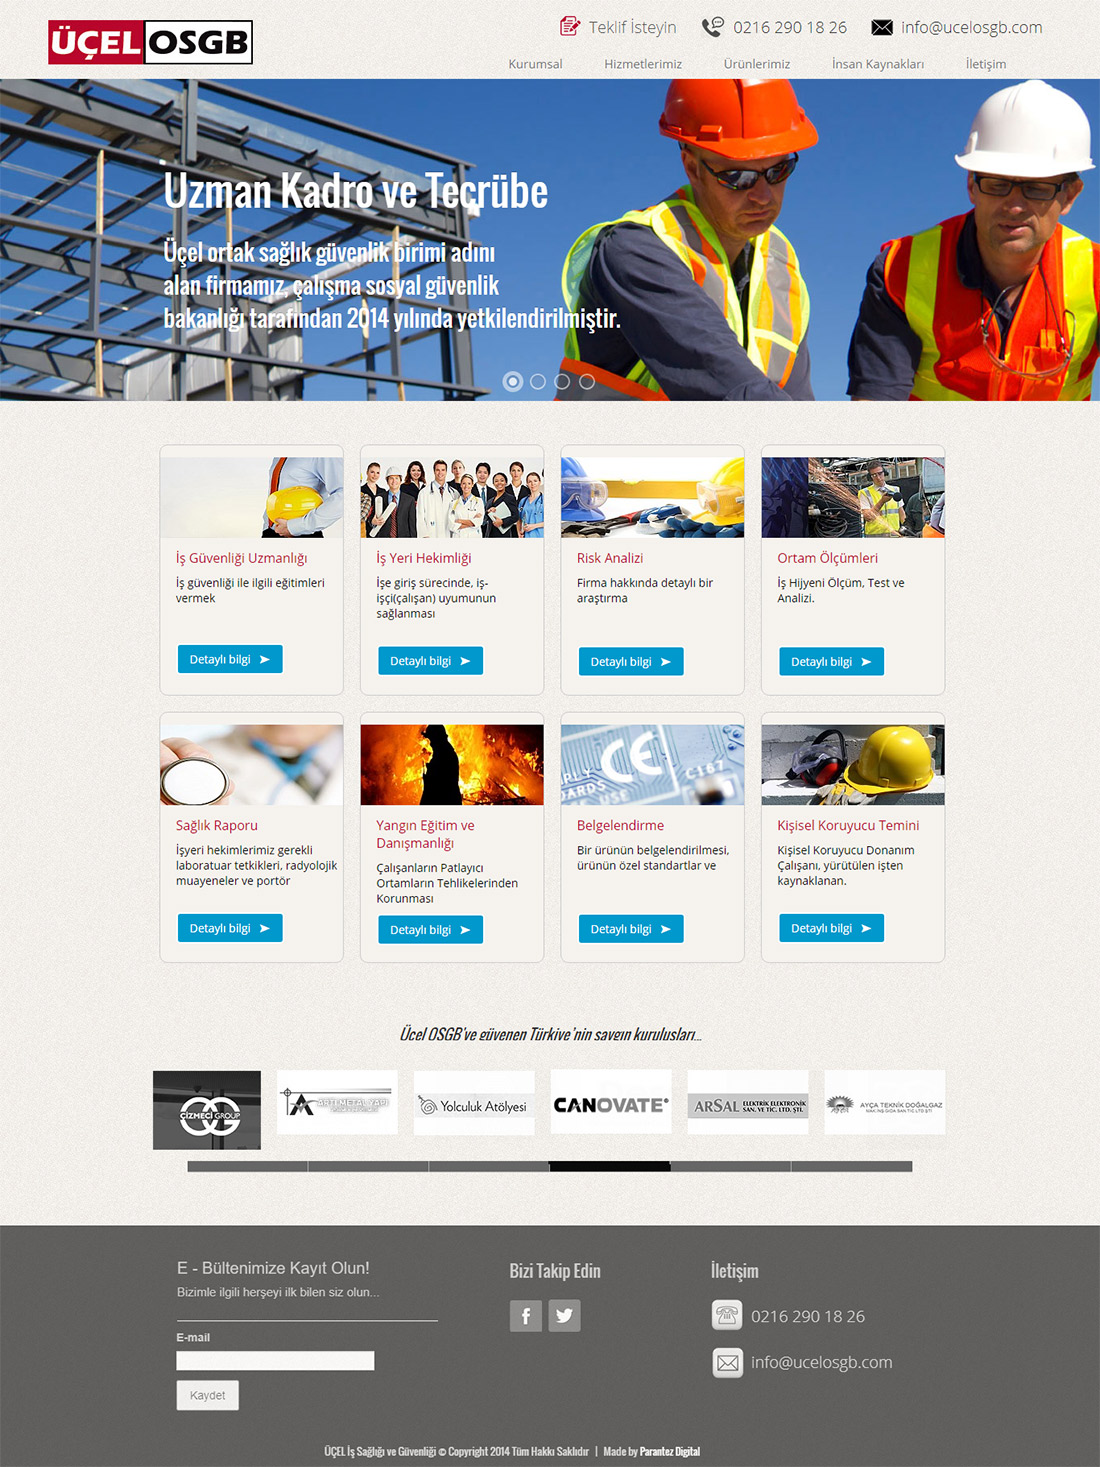 ÜÇEL OSGB
Teklif İsteyin
0216 290 18 26
info@ucelosgb.com
Kurumsal
Hizmetlerimiz
Ürünlerimiz
İnsan Kaynakları
İletişim
Uzman Kadro ve Tecrübe
Üçel ortak sağlık güvenlik birimi adını
alan firmamız, çalışma sosyal güvenlik
bakanlığı tarafından 2014 yılında yetkilendirilmiştir.
İş Güvenliği Uzmanlığı
İş güvenliği ile ilgili eğitimleri
vermek
Detaylı bilgi
İş Yeri Hekimliği
İşe giriş sürecinde, iş-
işçi(çalışan) uyumunun
sağlanması
Detaylı bilgi
Risk Analizi
Firma hakkında detaylı bir
araştırma
Detaylı bilgi
Ortam Ölçümleri
İş Hijyeni Ölçüm, Test ve
Analizi.
Detaylı bilgi
Sağlık Raporu
İşyeri hekimlerimiz gerekli
laboratuar tetkikleri, radyolojik
muayeneler ve portör
Detaylı bilgi
Yangın Eğitim ve
Danışmanlığı
Çalışanların Patlayıcı
Ortamların Tehlikelerinden
Korunması
Detaylı bilgi
CE
C167
Belgelendirme
Bir ürünün belgelendirilmesi,
ürünün özel standartlar ve
Detaylı bilgi
Kişisel Koruyucu Temini
Kişisel Koruyucu Donanım
Çalışanı, yürütülen işten
kaynaklanan.
Detaylı bilgi
Üçel OSGB'ye güvenen Türkiye'nin saygın kuruluşları...
ÇİZMECİ GROUP
ARTI METAL YAPI
Yolculuk Atölyesi
CANOVATE
ARSAL ELEKTRİK ELEKTRONİK
SAN. VE TİC. LTD. ŞTİ.
AYÇA TEKNİK DOĞALGAZ
E - Bültenimize Kayıt Olun!
Bizimle ilgili herşeyi ilk bilen siz olun...
E-mail
Kaydet
Bizi Takip Edin
İletişim
0216 290 18 26
info@ucelosgb.com
ÜÇEL İş Sağlığı ve Güvenliği © Copyright 2014 Tüm Hakkı Saklıdır | Made by Parantez Digital